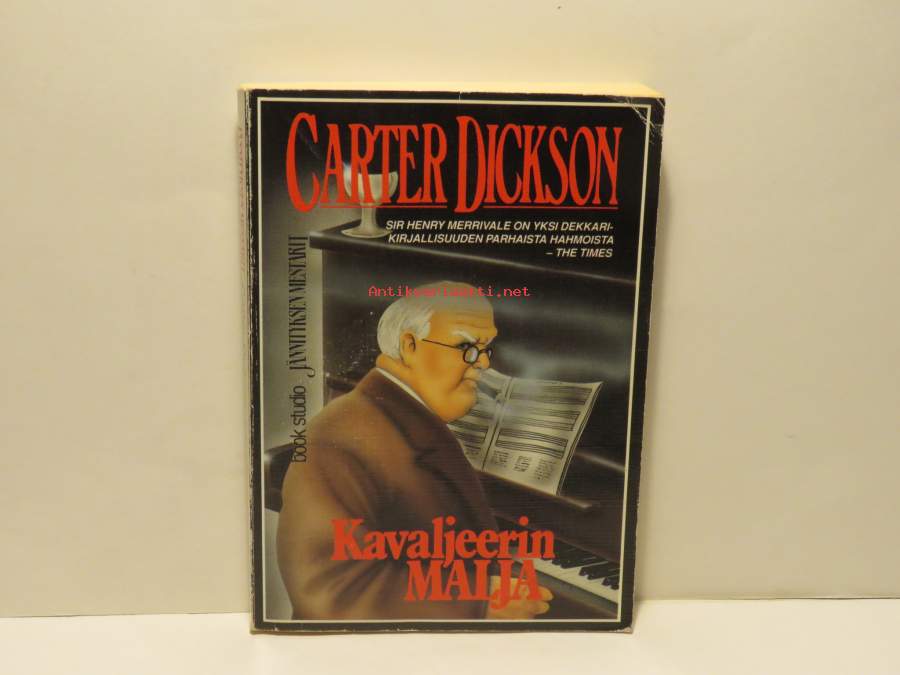 CARTER DICKSON
SIR HENRY MERRIVALE ON YKSI DEKKARI-
KIRJALLISUUDEN PARHAISTA HAHMOISTA
– THE TIMES
Antikvariaatti.net
book studio JÄNNITYKSEN MESTARIT
Kavaljeerin
MALJA